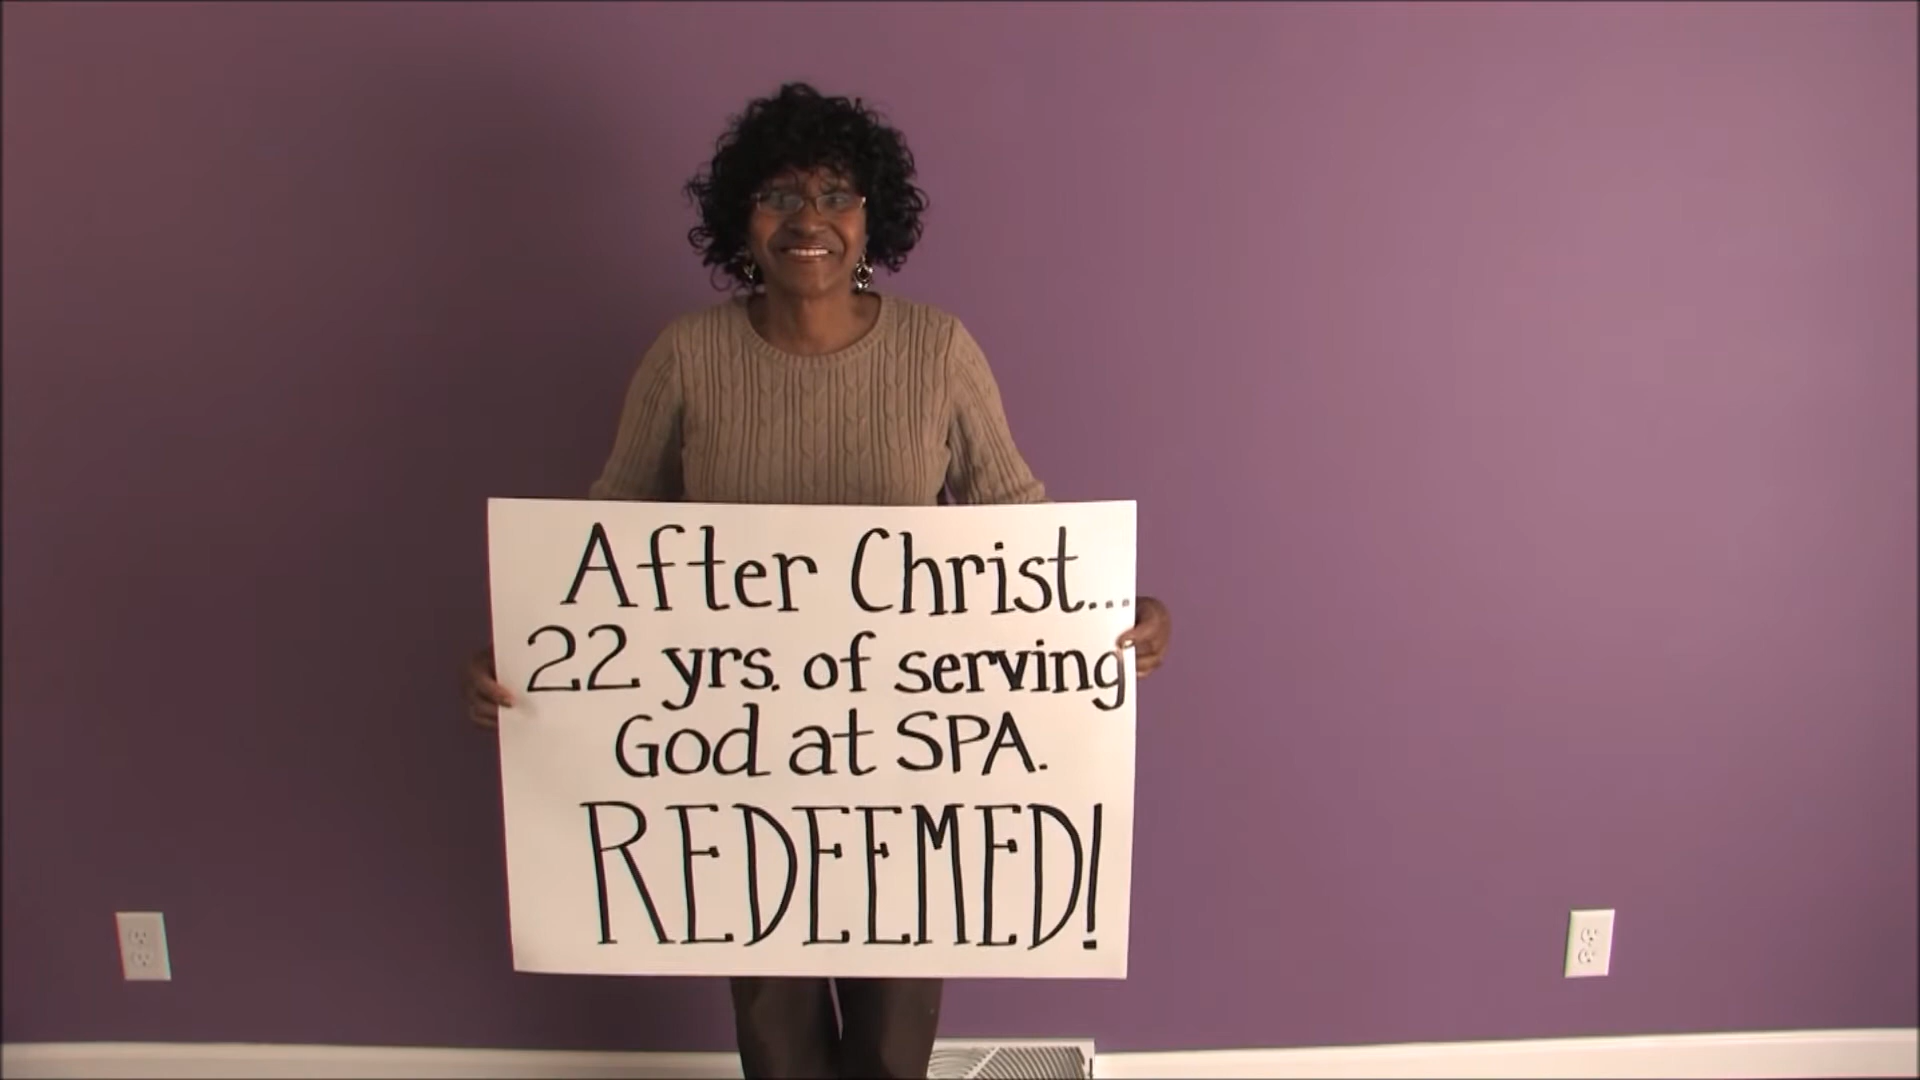 After Christ...
22 yrs. of serving
God at SPA.
REDEEMED!